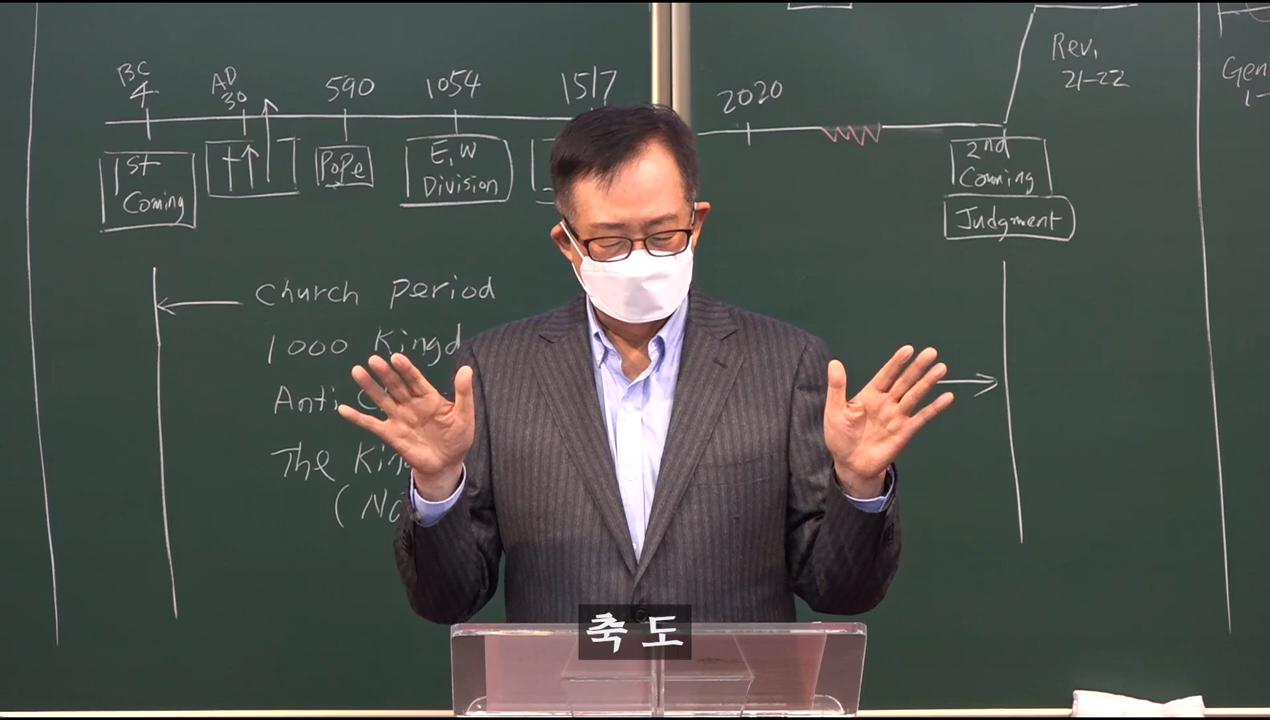 BC
4
AD
30
590
1054
1517
2020
Rev.
21-22
Gen
1-
1st
Coming
Pope
E, W
Division
2nd
Coming
Judgment
Church period
1000 Kingd
Anti C
The Kin
(No
축도